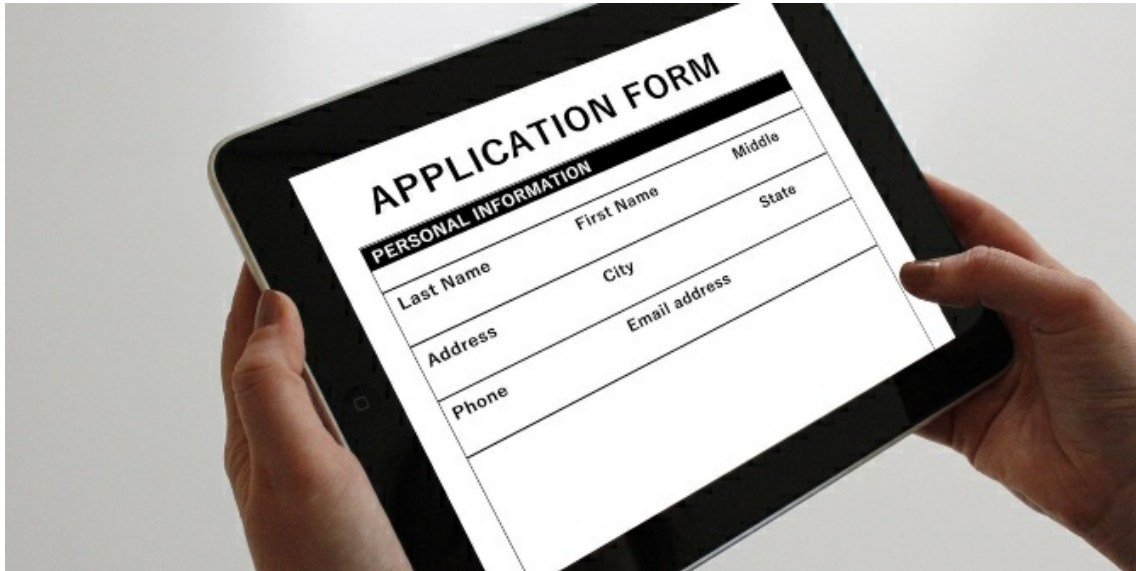 APPLICATION FORM
PERSONAL INFORMATION
Last Name First Name Middle
Address City State
Phone Email address